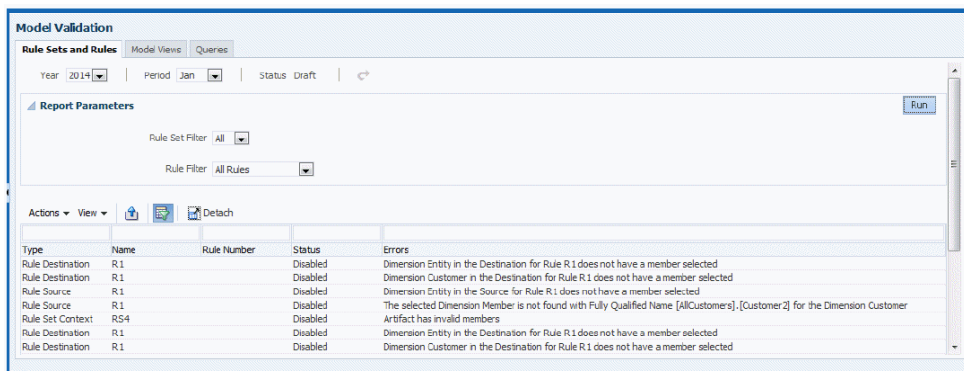 Model Validation
Rule Sets and Rules Model Views Queries
Year 2014 Period Jan Status Draft
Report Parameters Run
Rule Set Filter All
Rule Filter All Rules
Actions View Detach
Type Name Rule Number Status Errors
Rule Destination R1 Disabled Dimension Entity in the Destination for Rule R1 does not have a member selected
Rule Destination R1 Disabled Dimension Customer in the Destination for Rule R1 does not have a member selected
Rule Source R1 Disabled Dimension Entity in the Source for Rule R1 does not have a member selected
Rule Source R1 Disabled The selected Dimension Member is not found with Fully Qualified Name [AllCustomers].[Customer2] for the Dimension Customer
Rule Set Context RS4 Disabled Artifact has invalid members
Rule Destination R1 Disabled Dimension Entity in the Destination for Rule R1 does not have a member selected
Rule Destination R1 Disabled Dimension Customer in the Destination for Rule R1 does not have a member selected